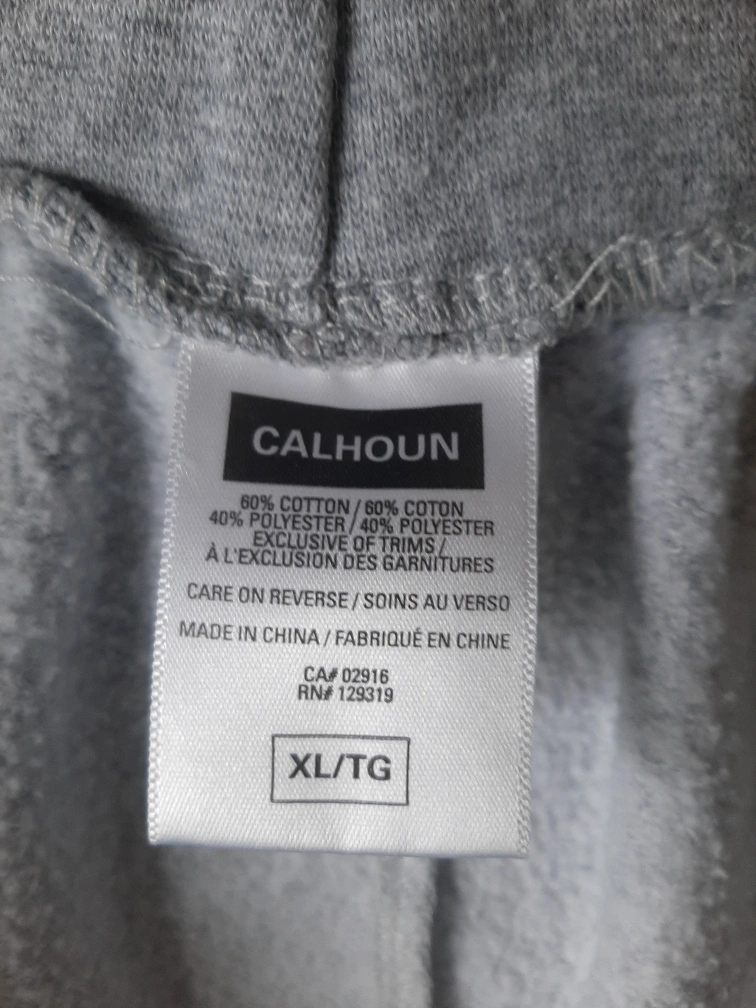 CALHOUN
60% COTTON / 60% COTON
40% POLYESTER / 40% POLYESTER
EXCLUSIVE OF TRIMS /
À L'EXCLUSION DES GARNITURES
CARE ON REVERSE / SOINS AU VERSO
MADE IN CHINA / FABRIQUÉ EN CHINE
CA# 02916
RN# 129319
XL/TG